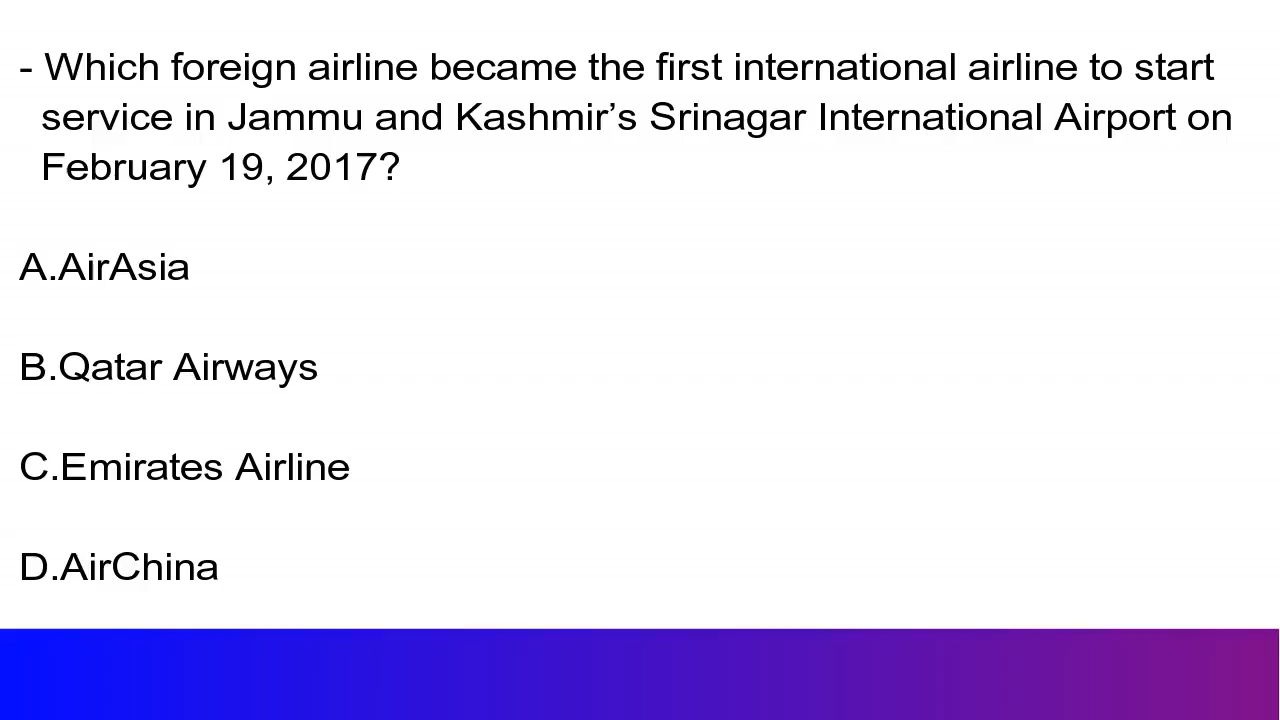 - Which foreign airline became the first international airline to start
service in Jammu and Kashmir’s Srinagar International Airport on
February 19, 2017?
A.AirAsia
B.Qatar Airways
C.Emirates Airline
D.AirChina